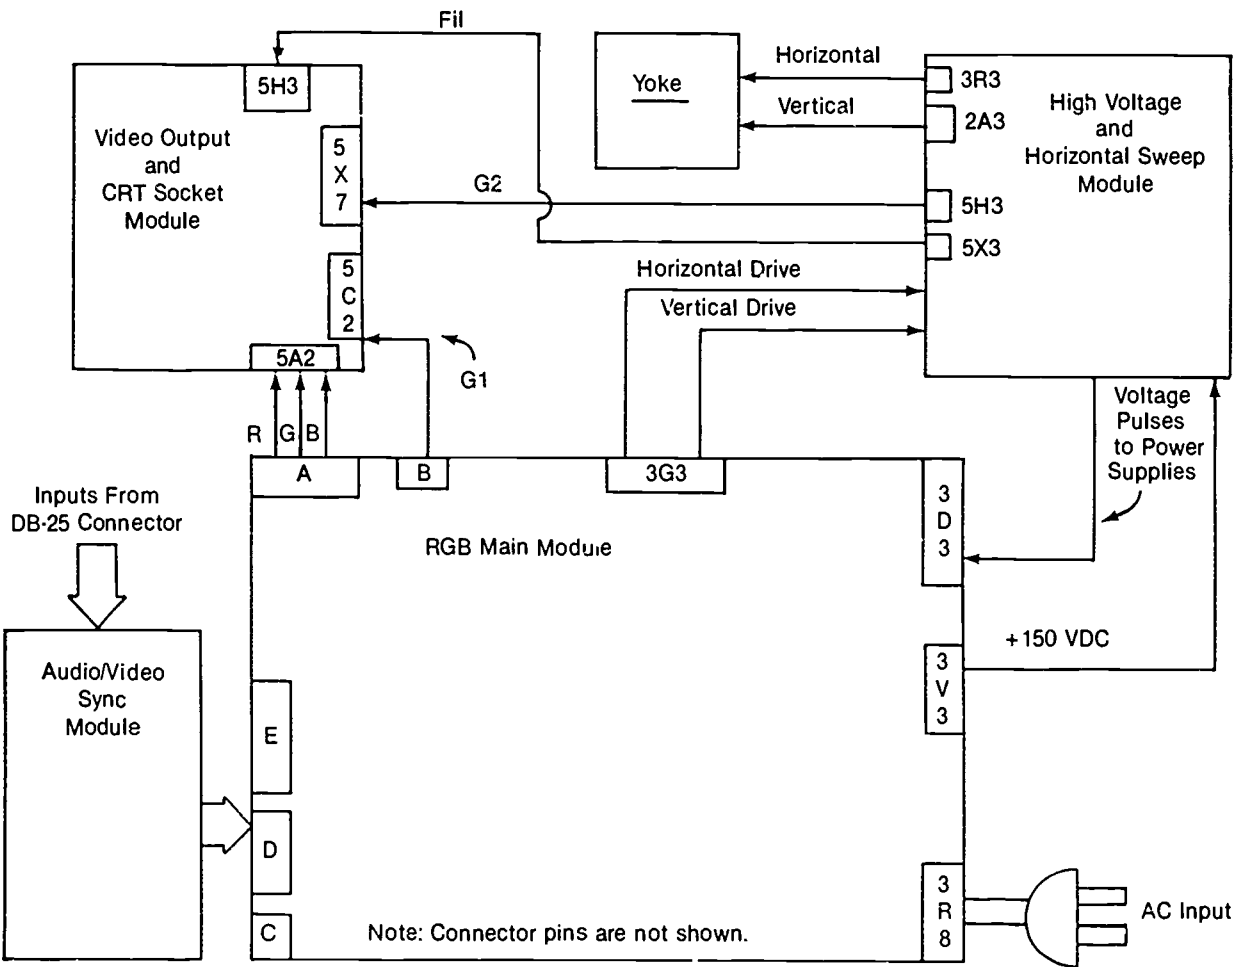 Fil
5H3
Video Output
and
CRT Socket
Module
5
X
7
5
C
2
5A2
Yoke
Horizontal
Vertical
3R3
2A3
High Voltage
and
Horizontal Sweep
Module
G2
5H3
5X3
Horizontal Drive
Vertical Drive
G1
R
G
B
Voltage
Pulses
to Power
Supplies
A
B
3G3
3
D
3
Inputs From
DB-25 Connector
RGB Main Module
Audio/Video
Sync
Module
+150 VDC
3
V
3
E
D
C
3
R
8
AC Input
Note: Connector pins are not shown.